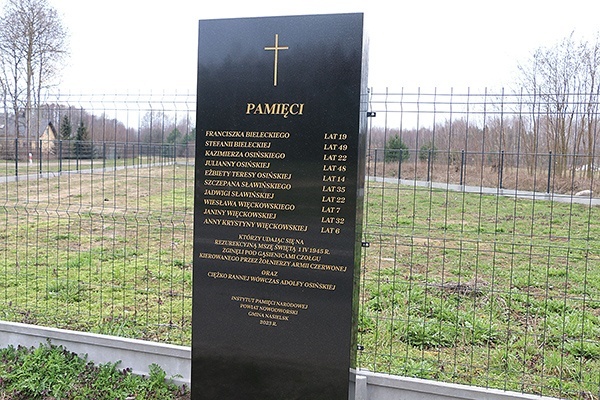 PAMIĘCI
FRANCISZKA BIELECKIEGO LAT 19
STEFANII BIELECKIEJ LAT 49
KAZIMIERZA OSIŃSKIEGO LAT 22
JULIANNY OSIŃSKIEJ LAT 48
ELŻBIETY TERESY OSIŃSKIEJ LAT 14
SZCZEPANA SŁAWIŃSKIEGO LAT 35
JADWIGI SŁAWIŃSKIEJ LAT 22
WIESŁAWA WIĘCKOWSKIEGO LAT 7
JANINY WIĘCKOWSKIEJ LAT 32
ANNY KRYSTYNY WIĘCKOWSKIEJ LAT 6
KTÓRZY UDAJĄC SIĘ NA
REZUREKCYJNĄ MSZĘ ŚWIĘTĄ 1 IV 1945 R.
ZGINĘLI POD GĄSIENICAMI CZOŁGU
KIEROWANEGO PRZEZ ŻOŁNIERZY ARMII CZERWONEJ
ORAZ
CIĘŻKO RANNEJ WÓWCZAS ADOLFY OSIŃSKIEJ
INSTYTUT PAMIĘCI NARODOWEJ
POWIAT NOWODWORSKI
GMINA NASIELSK
2023 R.